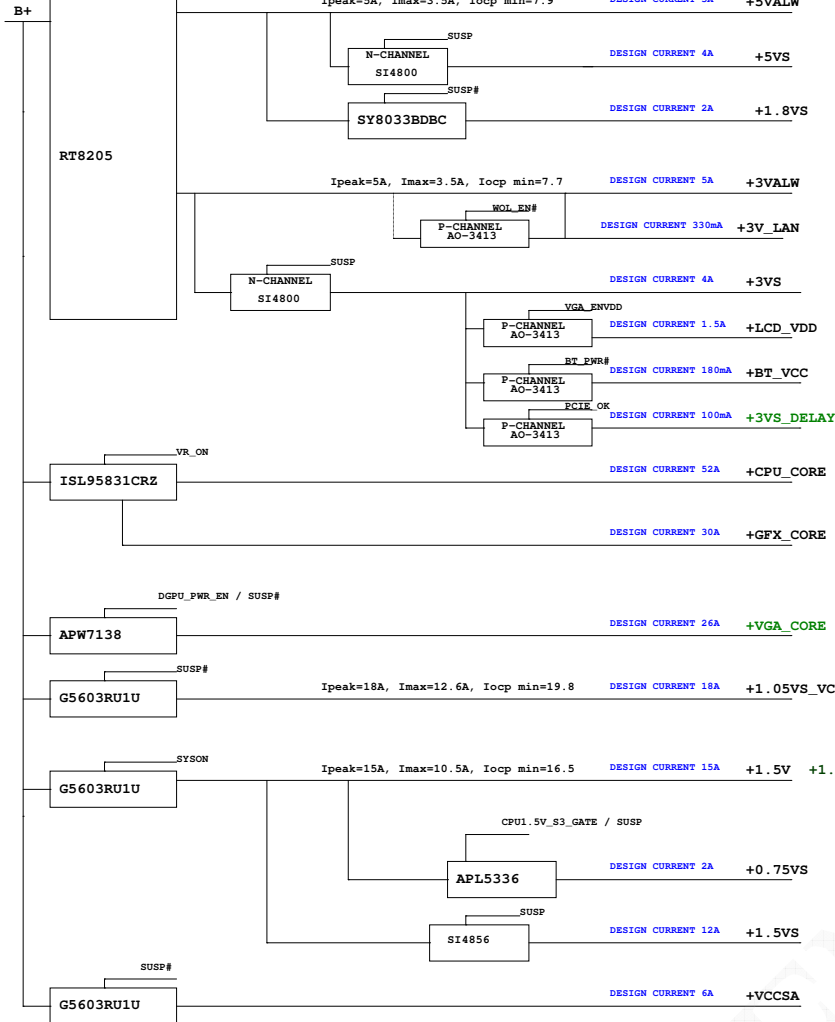 B+
Ipeak=5A, Imax=3.5A, Iocp min=7.9 DESIGN CURRENT 5A +5VALW
SUSP
N-CHANNEL
SI4800
DESIGN CURRENT 4A +5VS
SUSP#
SY8033BDBC
DESIGN CURRENT 2A +1.8VS
RT8205
Ipeak=5A, Imax=3.5A, Iocp min=7.7 DESIGN CURRENT 5A +3VALW
WOL_EN#
P-CHANNEL
AO-3413
DESIGN CURRENT 330mA +3V_LAN
SUSP
N-CHANNEL
SI4800
DESIGN CURRENT 4A +3VS
VGA_ENVDD
P-CHANNEL
AO-3413
DESIGN CURRENT 1.5A +LCD_VDD
BT_PWR#
P-CHANNEL
AO-3413
DESIGN CURRENT 180mA +BT_VCC
PCIE_OK
P-CHANNEL
AO-3413
DESIGN CURRENT 100mA +3VS_DELAY
VR_ON
ISL95831CRZ
DESIGN CURRENT 52A +CPU_CORE
DESIGN CURRENT 30A +GFX_CORE
DGPU_PWR_EN / SUSP#
APW7138
DESIGN CURRENT 26A +VGA_CORE
SUSP#
G5603RU1U
Ipeak=18A, Imax=12.6A, Iocp min=19.8 DESIGN CURRENT 18A +1.05VS_VC
SYSON
G5603RU1U
Ipeak=15A, Imax=10.5A, Iocp min=16.5 DESIGN CURRENT 15A +1.5V +1.
CPU1.5V_S3_GATE / SUSP
APL5336
DESIGN CURRENT 2A +0.75VS
SUSP
SI4856
DESIGN CURRENT 12A +1.5VS
SUSP#
G5603RU1U
DESIGN CURRENT 6A +VCCSA